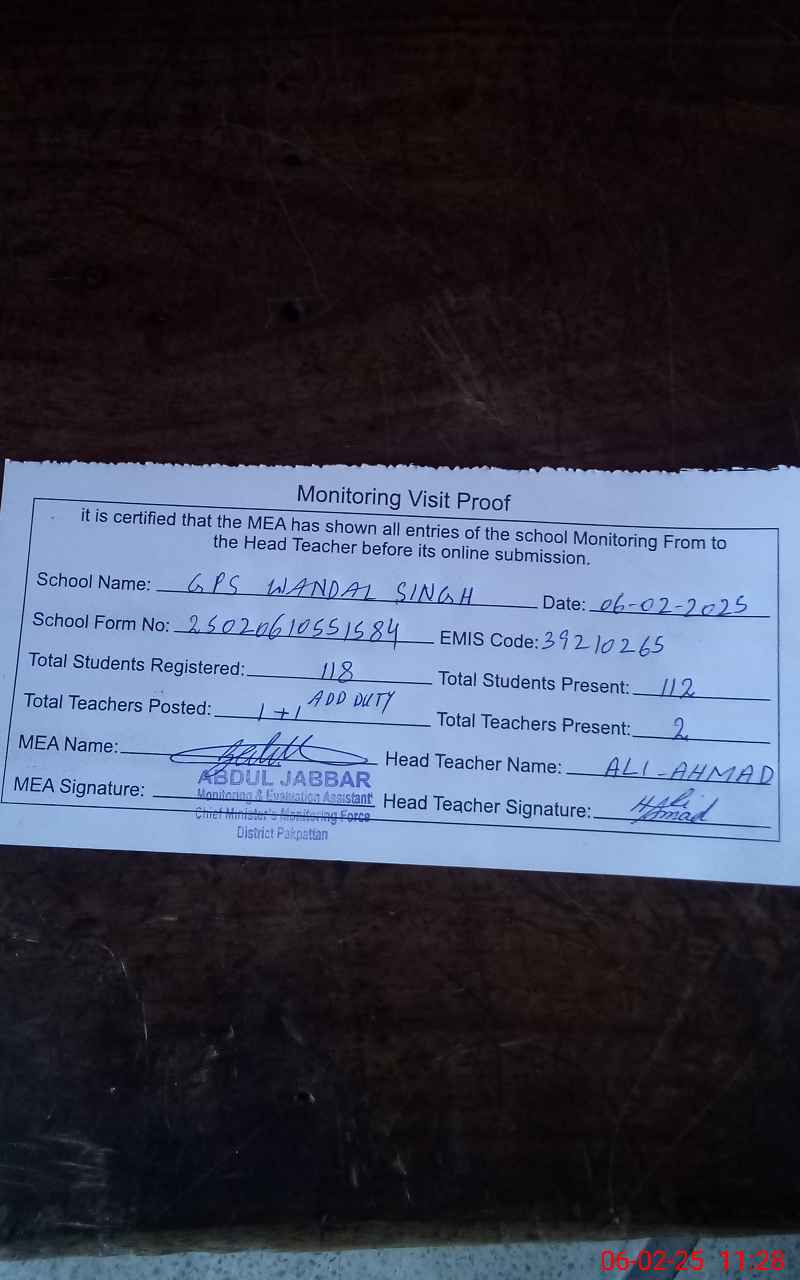 Monitoring Visit Proof
it is certified that the MEA has shown all entries of the school Monitoring From to
the Head Teacher before its online submission.
School Name: GPS WANDAL SINGH Date: 06-02-2025
School Form No: 25020610551584 EMIS Code: 39210265
Total Students Registered: 118 Total Students Present: 112
Total Teachers Posted: 1+1 ADD DUTY Total Teachers Present: 2
MEA Name: Head Teacher Name: ALI-AHMAD
ABDUL JABBAR
MEA Signature: Monitoring & Evaluation Assistant Head Teacher Signature: Ali
Ahmad
Chief Minister's Monitoring Force
District Pakpattan
06-02-25 11:28